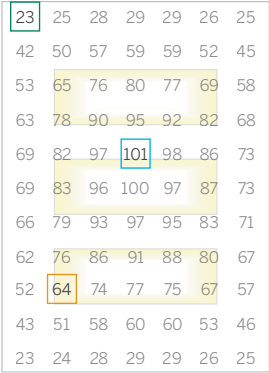 23 25 28 29 29 26 25
42 50 57 59 59 52 45
53 65 76 80 77 69 58
63 78 90 95 92 82 68
69 82 97 101 98 86 73
69 83 96 100 97 87 73
66 79 93 97 95 83 71
62 76 86 91 88 80 67
52 64 74 77 75 67 57
43 51 58 60 60 53 46
23 24 28 29 29 26 25